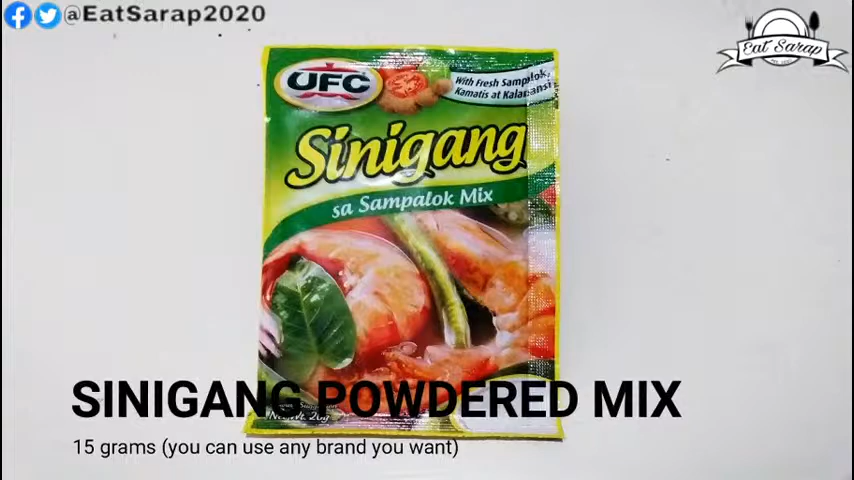 @EatSarap2020
Eat Sarap
UFC
With Fresh Sampalok,
Kamatis at Kalamansi
Sinigang
sa Sampalok Mix
SINIGANG POWDERED MIX
15 grams (you can use any brand you want)